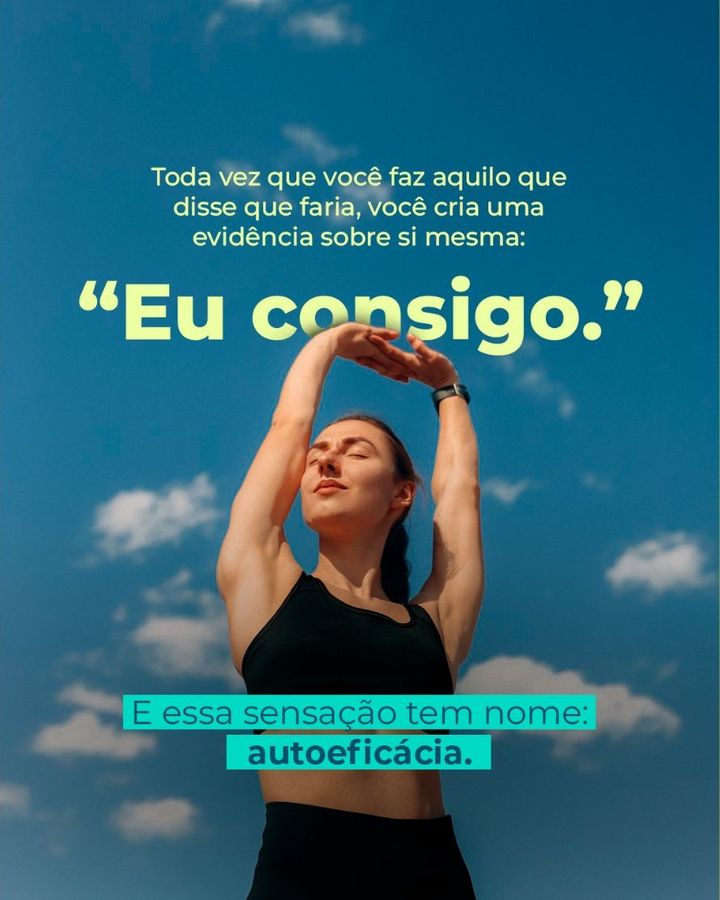 Toda vez que você faz aquilo que
disse que faria, você cria uma
evidência sobre si mesma:
“Eu consigo.”
E essa sensação tem nome:
autoeficácia.